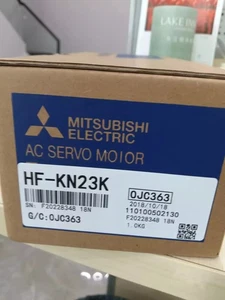 LAKE
MITSUBISHI
ELECTRIC
AC SERVO MOTOR
HF-KN23K
SN: F20228348 18N
G/C:0JC363
0JC363
2018/10/18
110100502130
F20228348 18N
1.0KG